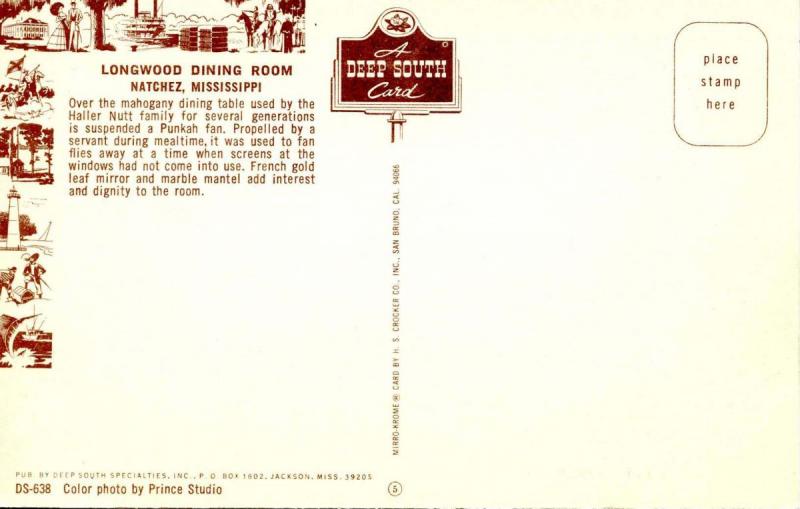 LONGWOOD DINING ROOM
NATCHEZ, MISSISSIPPI
Over the mahogany dining table used by the
Haller Nutt family for several generations
is suspended a Punkah fan. Propelled by a
servant during mealtime, it was used to fan
flies away at a time when screens at the
windows had not come into use. French gold
leaf mirror and marble mantel add interest
and dignity to the room.
A
DEEP SOUTH
Card
®
place
stamp
here
MIRRO-KROME® CARD BY H. S. CROCKER CO., INC., SAN BRUNO, CAL. 94066
PUB. BY DEEP SOUTH SPECIALTIES, INC., P. O. BOX 1602, JACKSON, MISS. 39205
DS-638 Color photo by Prince Studio
5